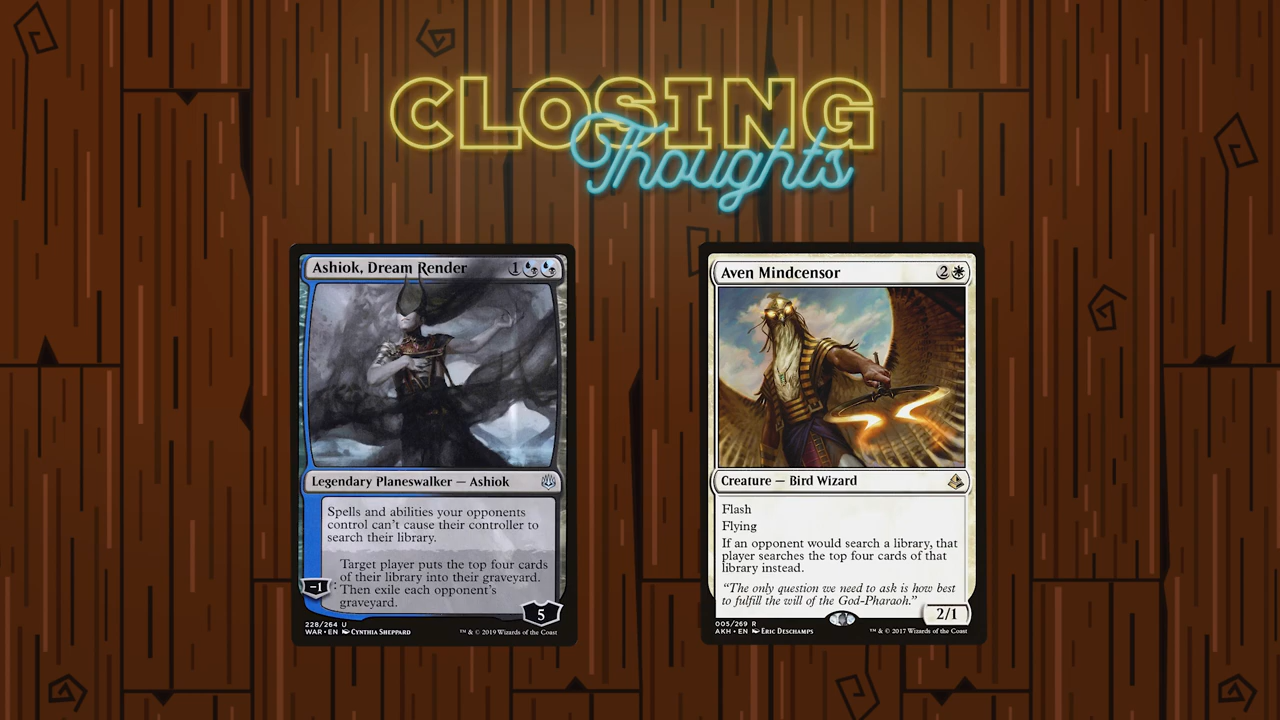 CLOSING
Thoughts
Ashiok, Dream Render 1
Legendary Planeswalker — Ashiok
Spells and abilities your opponents
control can't cause their controller to
search their library.
−1: Target player puts the top four cards
of their library into their graveyard.
Then exile each opponent's
graveyard.
5
228/264 U
WAR • EN Cynthia Sheppard
™ & © 2019 Wizards of the Coast
Aven Mindcensor 2
Creature — Bird Wizard
Flash
Flying
If an opponent would search a library, that
player searches the top four cards of that
library instead.
"The only question we need to ask is how best
to fulfill the will of the God-Pharaoh."
2/1
005/269 R
AKH • EN Eric Deschamps
™ & © 2017 Wizards of the Coast